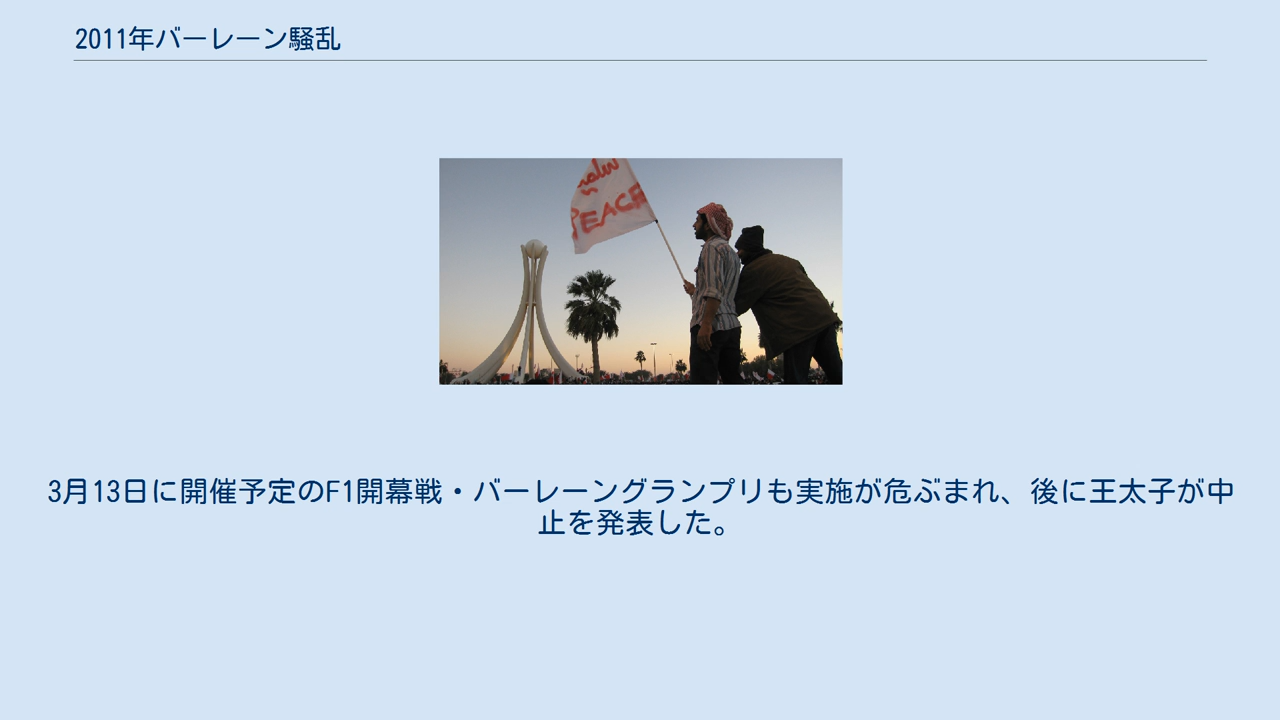 2011年バーレーン騒乱
سلمية
PEACE
3月13日に開催予定のF1開幕戦・バーレーングランプリも実施が危ぶまれ、後に王太子が中
止を発表した。